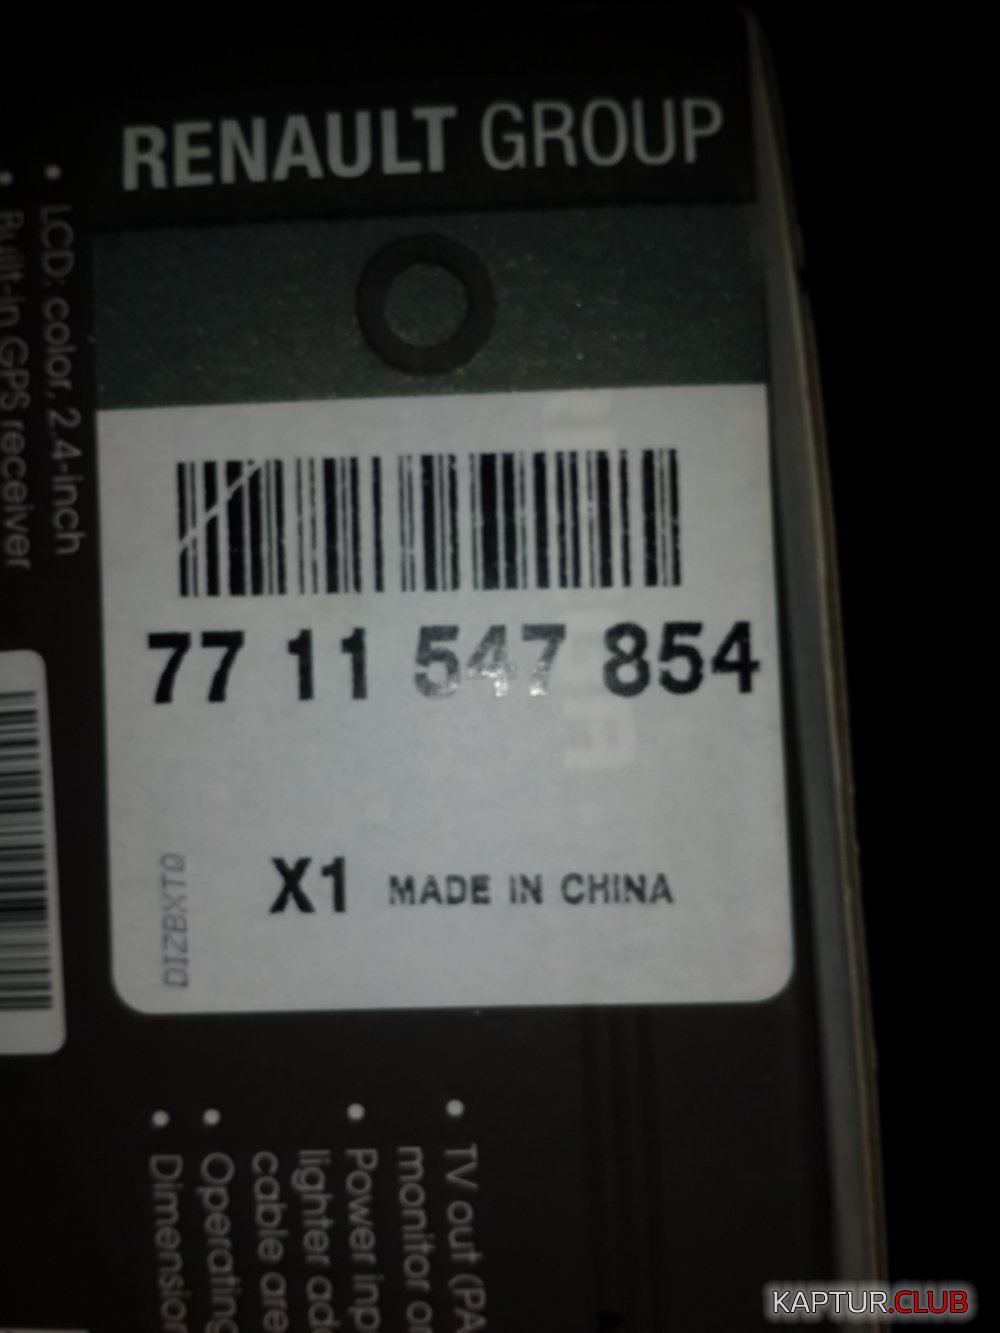 RENAULT GROUP
77 11 547 854
X1 MADE IN CHINA
DIZBXTQ
• LCD: color, 2.4-inch
• Built-in GPS receiver
• TV out (PA
monitor or
• Power inp
lighter ad
cable are
• Operating
• Dimension
KAPTUR.CLUB